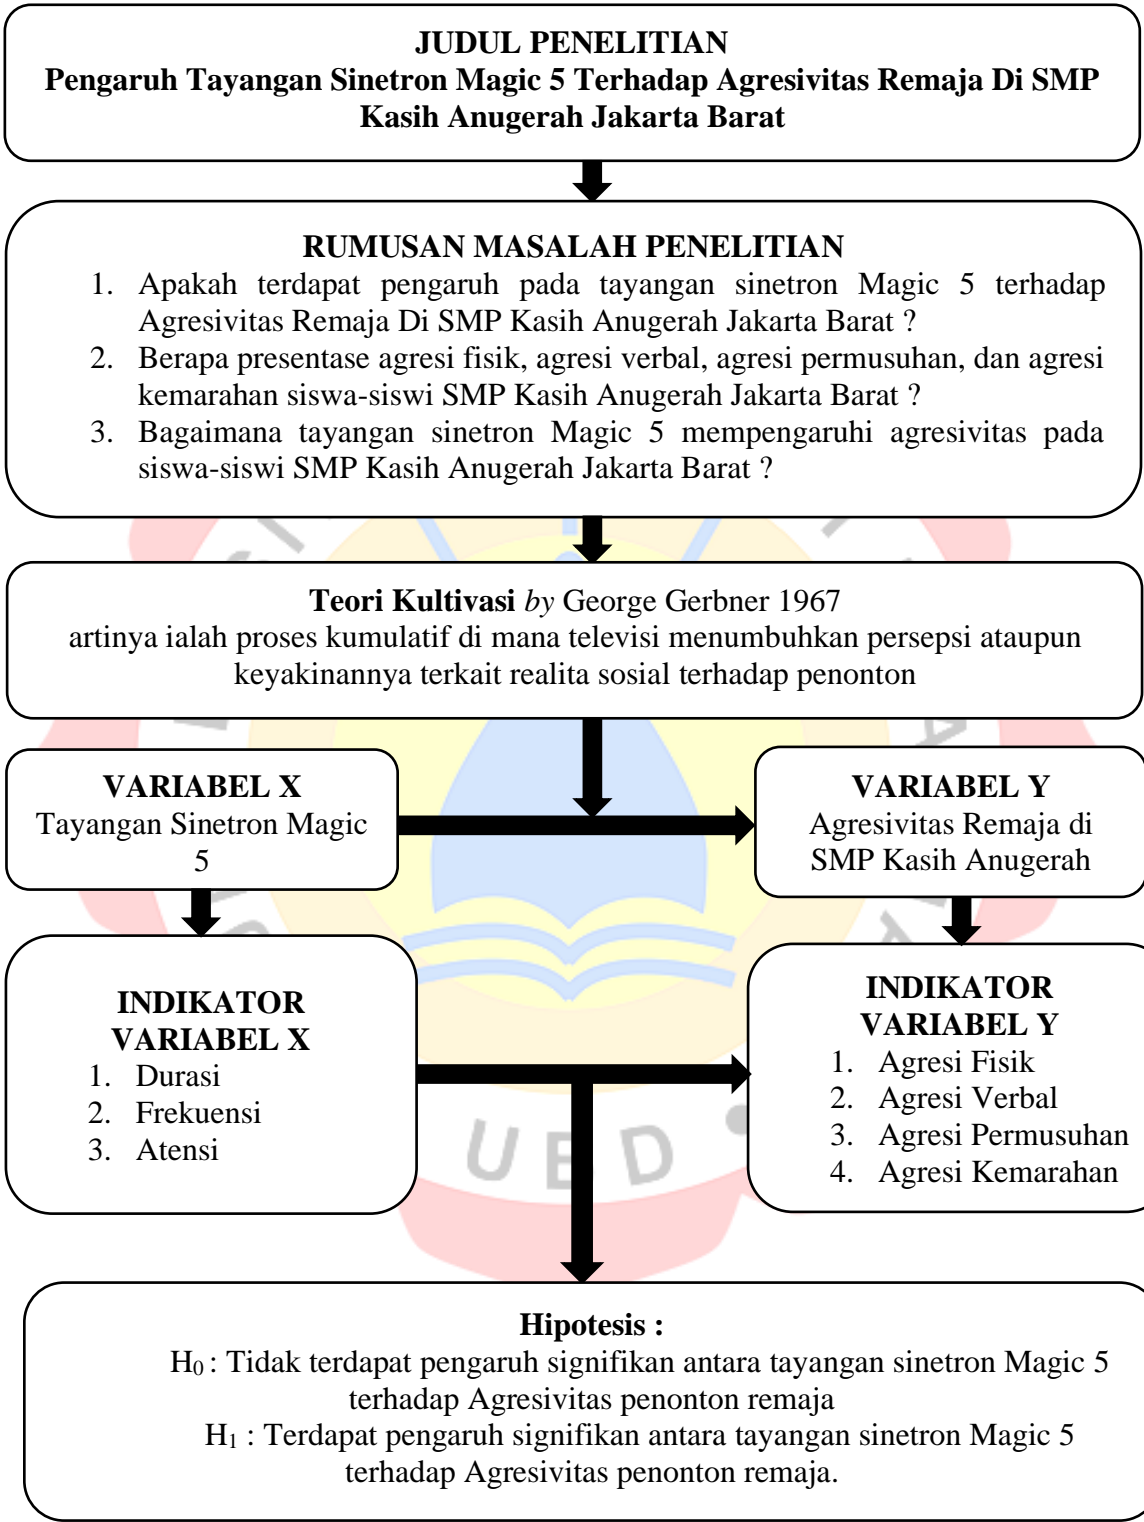 JUDUL PENELITIAN
Pengaruh Tayangan Sinetron Magic 5 Terhadap Agresivitas Remaja Di SMP
Kasih Anugerah Jakarta Barat
RUMUSAN MASALAH PENELITIAN
1. Apakah terdapat pengaruh pada tayangan sinetron Magic 5 terhadap
Agresivitas Remaja Di SMP Kasih Anugerah Jakarta Barat ?
2. Berapa presentase agresi fisik, agresi verbal, agresi permusuhan, dan agresi
kemarahan siswa-siswi SMP Kasih Anugerah Jakarta Barat ?
3. Bagaimana tayangan sinetron Magic 5 mempengaruhi agresivitas pada
siswa-siswi SMP Kasih Anugerah Jakarta Barat ?
Teori Kultivasi by George Gerbner 1967
artinya ialah proses kumulatif di mana televisi menumbuhkan persepsi ataupun
keyakinannya terkait realita sosial terhadap penonton
VARIABEL X
Tayangan Sinetron Magic
5
VARIABEL Y
Agresivitas Remaja di
SMP Kasih Anugerah
INDIKATOR
VARIABEL X
1. Durasi
2. Frekuensi
3. Atensi
INDIKATOR
VARIABEL Y
1. Agresi Fisik
2. Agresi Verbal
3. Agresi Permusuhan
4. Agresi Kemarahan
UBD
Hipotesis :
H₀ : Tidak terdapat pengaruh signifikan antara tayangan sinetron Magic 5
terhadap Agresivitas penonton remaja
H₁ : Terdapat pengaruh signifikan antara tayangan sinetron Magic 5
terhadap Agresivitas penonton remaja.